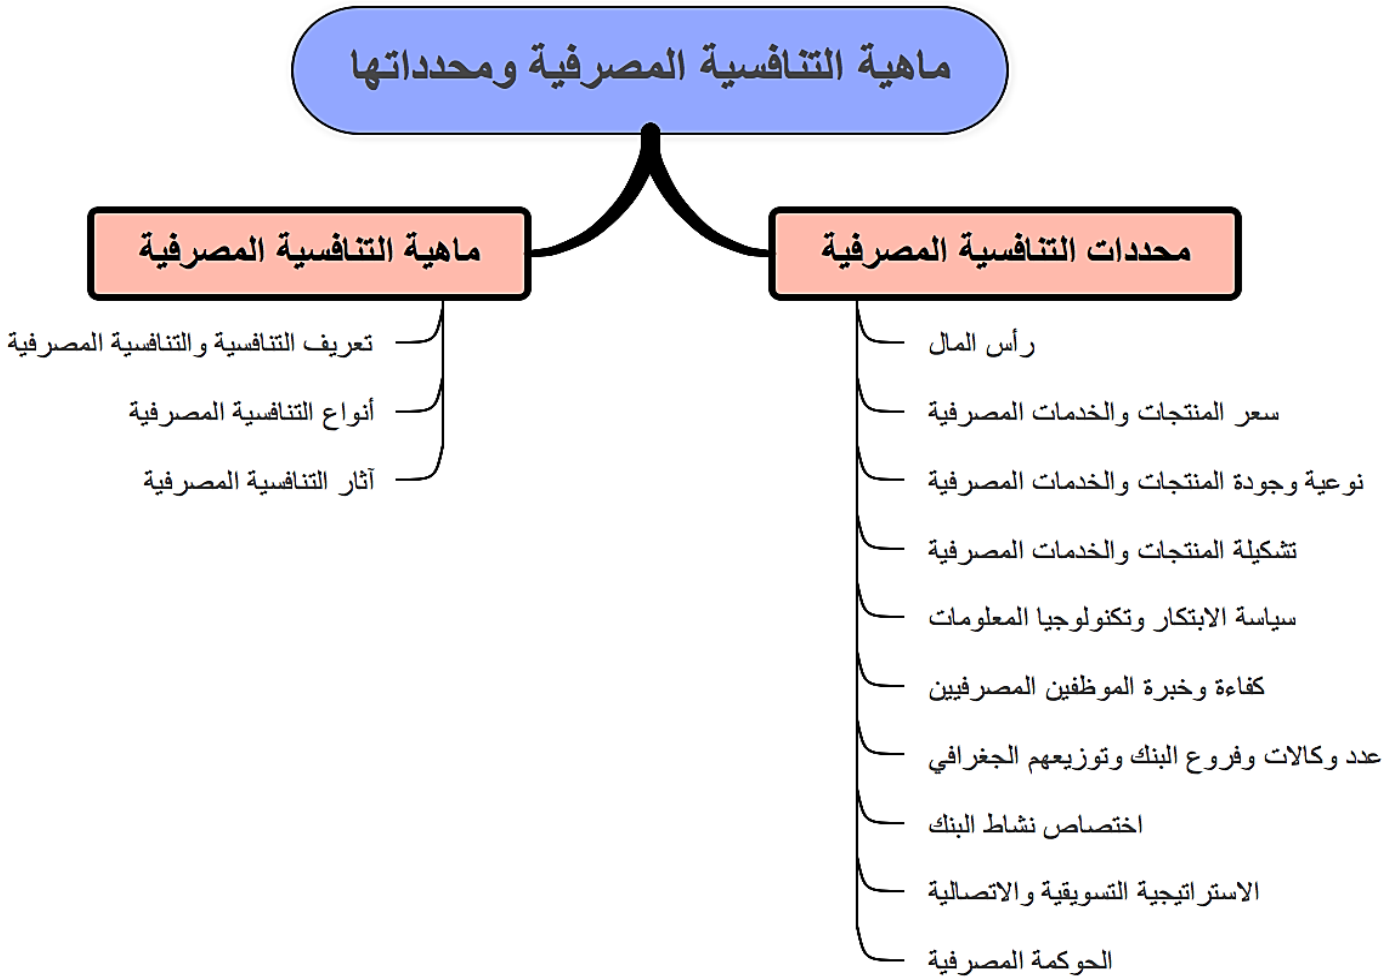 ماهية التنافسية المصرفية ومحدداتها
محددات التنافسية المصرفية
رأس المال
سعر المنتجات والخدمات المصرفية
نوعية وجودة المنتجات والخدمات المصرفية
تشكيلة المنتجات والخدمات المصرفية
سياسة الابتكار وتكنولوجيا المعلومات
كفاءة وخبرة الموظفين المصرفيين
عدد وكالات وفروع البنك وتوزيعهم الجغرافي
اختصاص نشاط البنك
الاستراتيجية التسويقية والاتصالية
الحوكمة المصرفية
ماهية التنافسية المصرفية
تعريف التنافسية والتنافسية المصرفية
أنواع التنافسية المصرفية
آثار التنافسية المصرفية